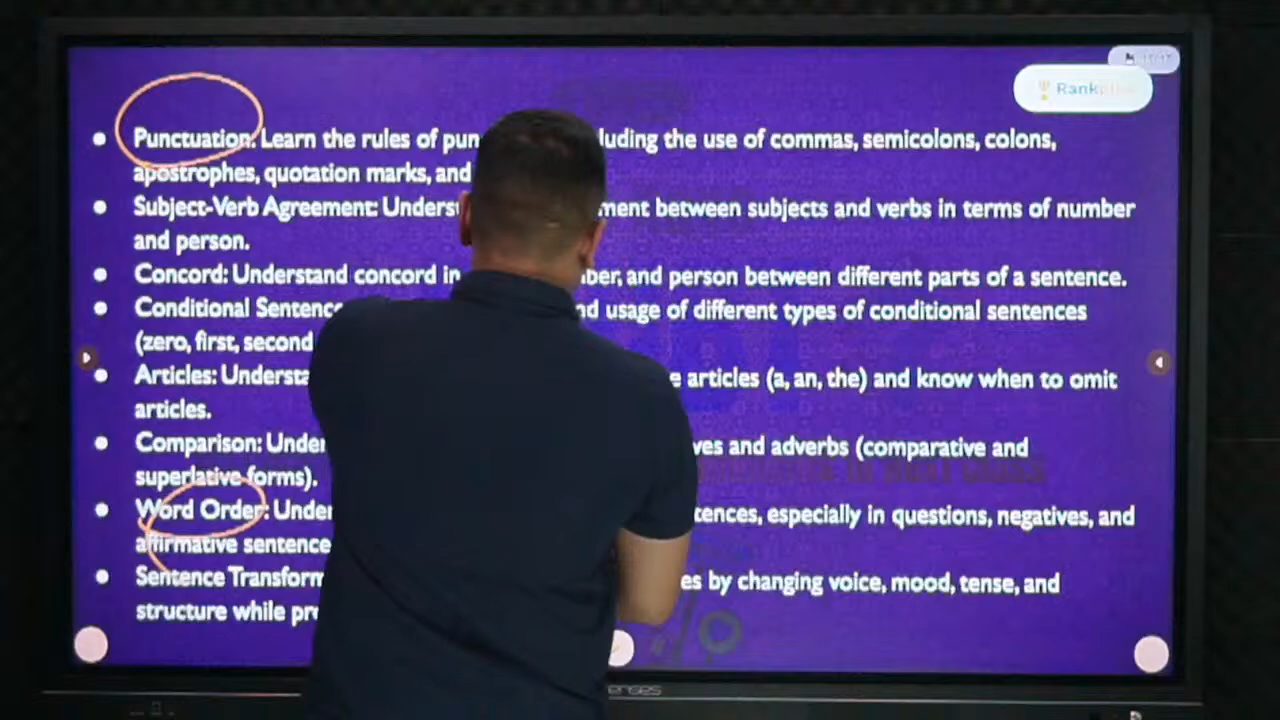 Rank
Punctuation: Learn the rules of pun luding the use of commas, semicolons, colons,
apostrophes, quotation marks, and
Subject-Verb Agreement: Underst ment between subjects and verbs in terms of number
and person.
Concord: Understand concord in ber, and person between different parts of a sentence.
Conditional Sentenc nd usage of different types of conditional sentences
(zero, first, second
Articles: Understa e articles (a, an, the) and know when to omit
articles.
Comparison: Under ves and adverbs (comparative and
superlative forms).
Word Order: Under tences, especially in questions, negatives, and
affirmative sentence
Sentence Transform es by changing voice, mood, tense, and
structure while pre
enses